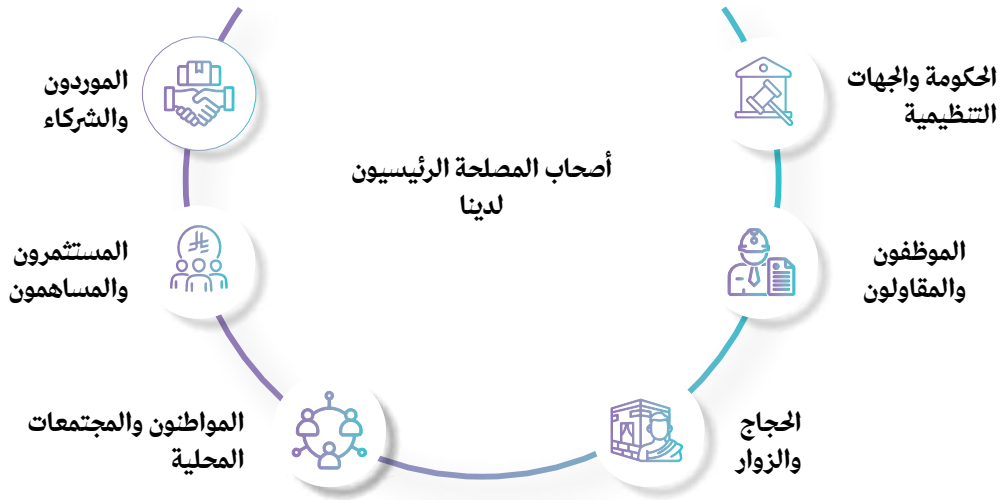 أصحاب المصلحة الرئيسيون
لدينا
الحكومة والجهات
التنظيمية
الموظفون
والمقاولون
الحجاج
والزوار
المواطنون والمجتمعات
المحلية
المستثمرون
والمساهمون
الموردون
والشركاء